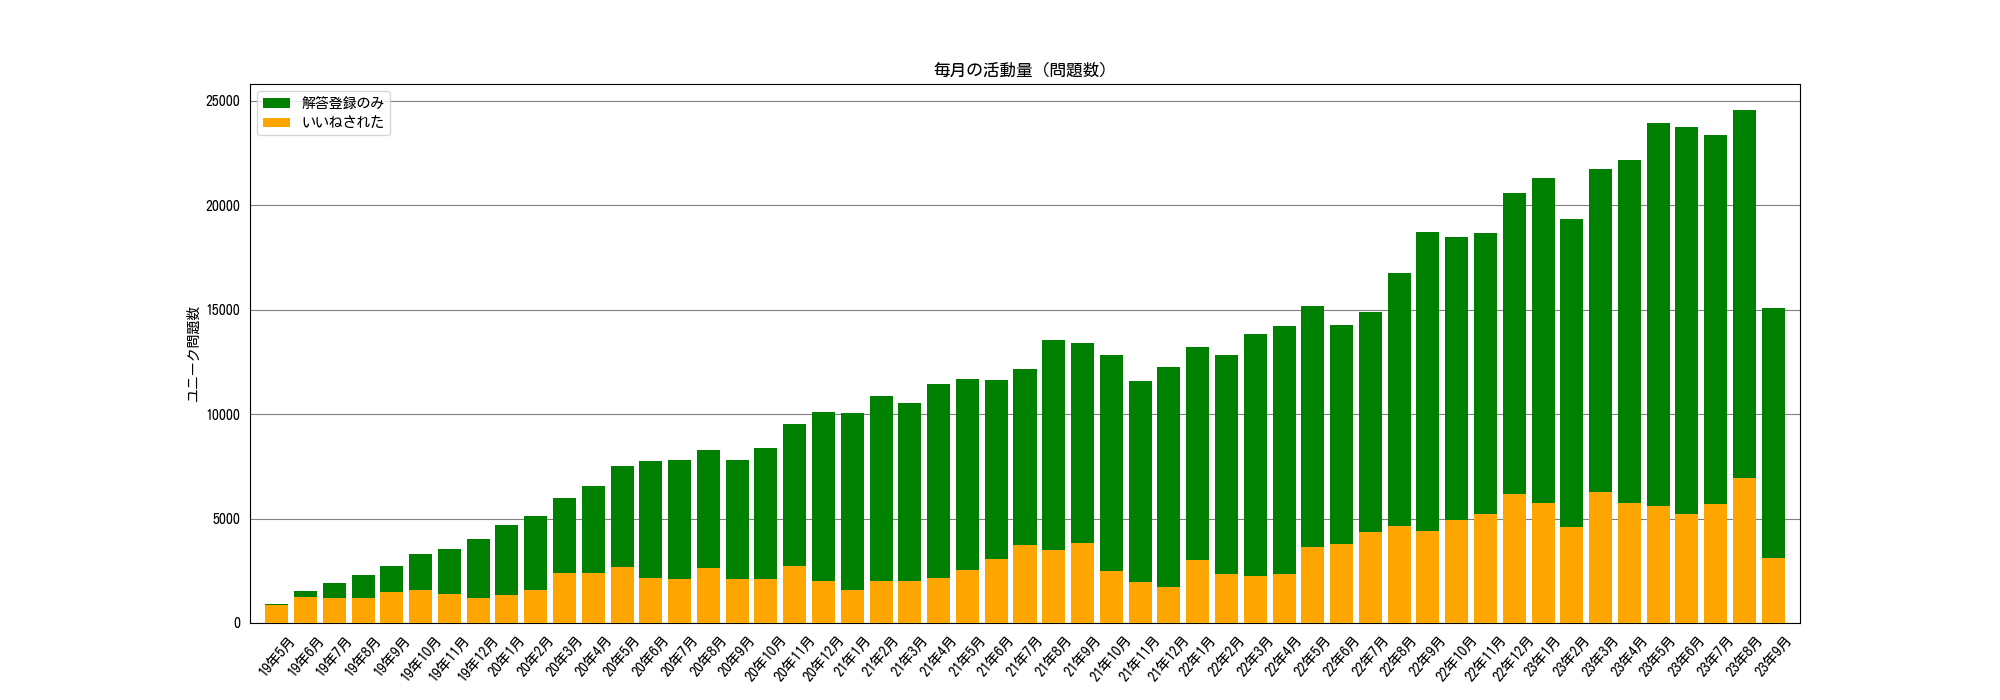 毎月の活動量（問題数）
解答登録のみ
いいねされた
ユニーク問題数
25000
20000
15000
10000
5000
0
19年5月
19年6月
19年7月
19年8月
19年9月
19年10月
19年11月
19年12月
20年1月
20年2月
20年3月
20年4月
20年5月
20年6月
20年7月
20年8月
20年9月
20年10月
20年11月
20年12月
21年1月
21年2月
21年3月
21年4月
21年5月
21年6月
21年7月
21年8月
21年9月
21年10月
21年11月
21年12月
22年1月
22年2月
22年3月
22年4月
22年5月
22年6月
22年7月
22年8月
22年9月
22年10月
22年11月
22年12月
23年1月
23年2月
23年3月
23年4月
23年5月
23年6月
23年7月
23年8月
23年9月